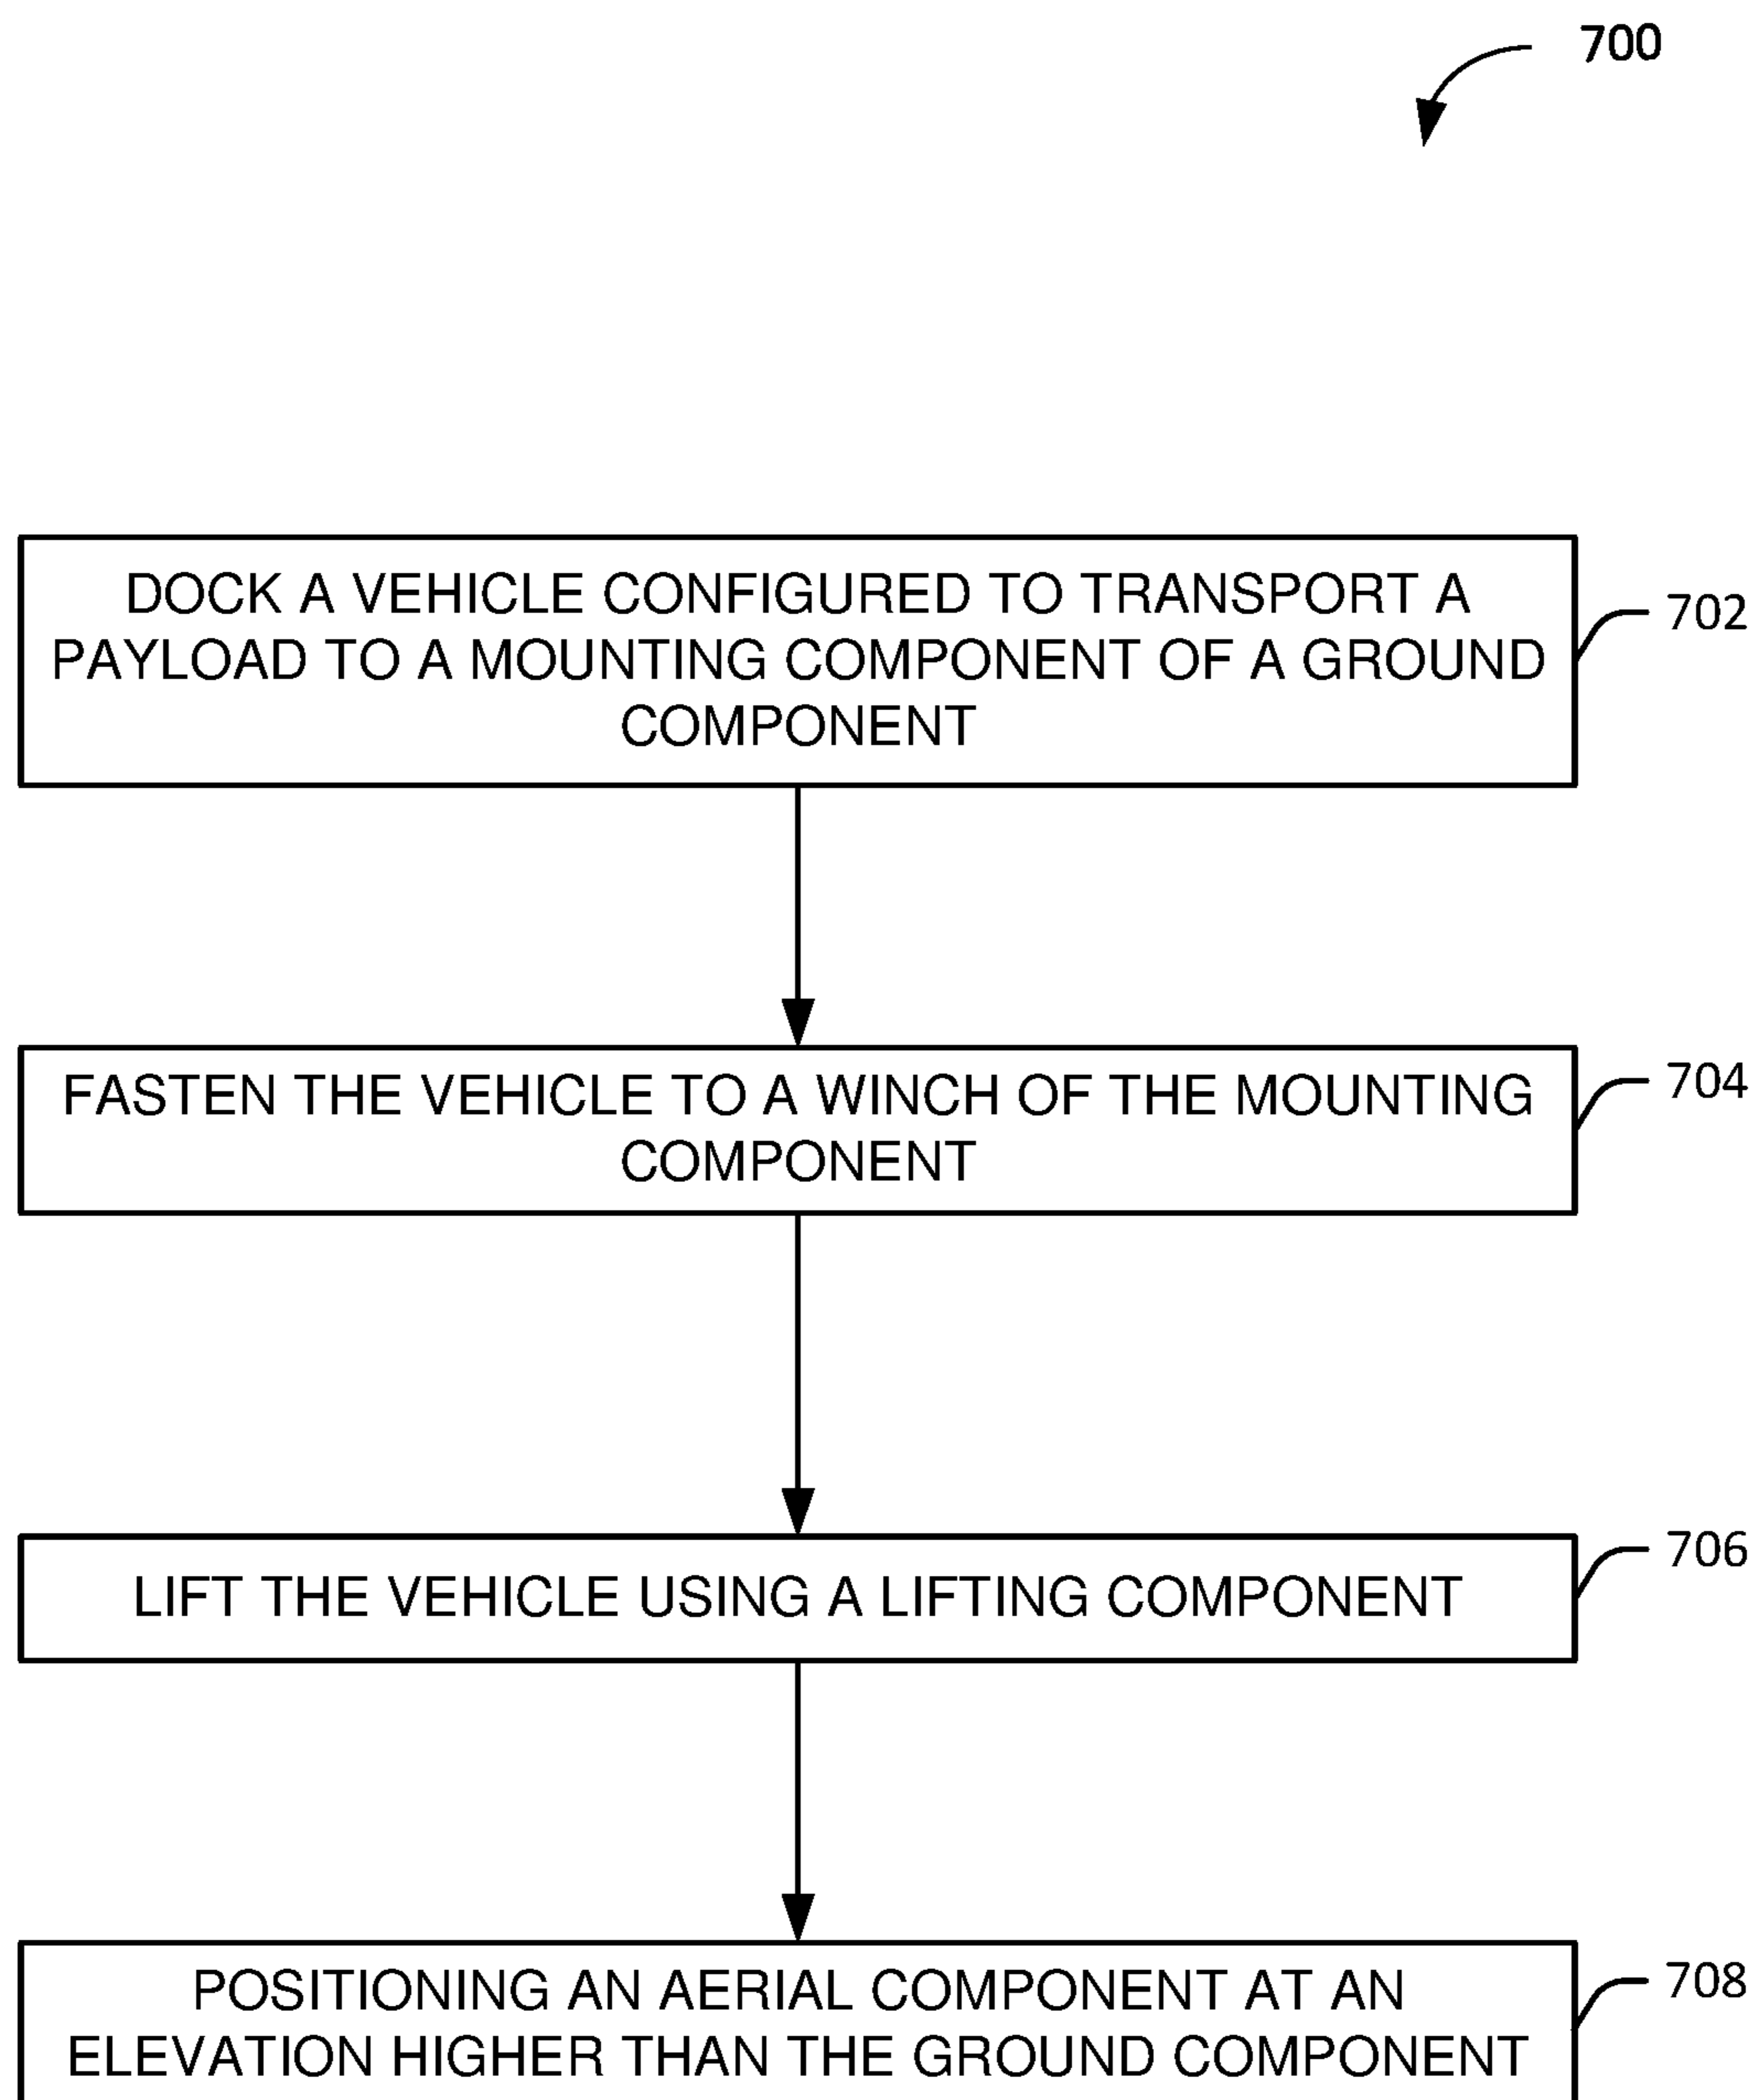 700
DOCK A VEHICLE CONFIGURED TO TRANSPORT A
PAYLOAD TO A MOUNTING COMPONENT OF A GROUND
COMPONENT
702
FASTEN THE VEHICLE TO A WINCH OF THE MOUNTING
COMPONENT
704
LIFT THE VEHICLE USING A LIFTING COMPONENT
706
POSITIONING AN AERIAL COMPONENT AT AN
ELEVATION HIGHER THAN THE GROUND COMPONENT
708